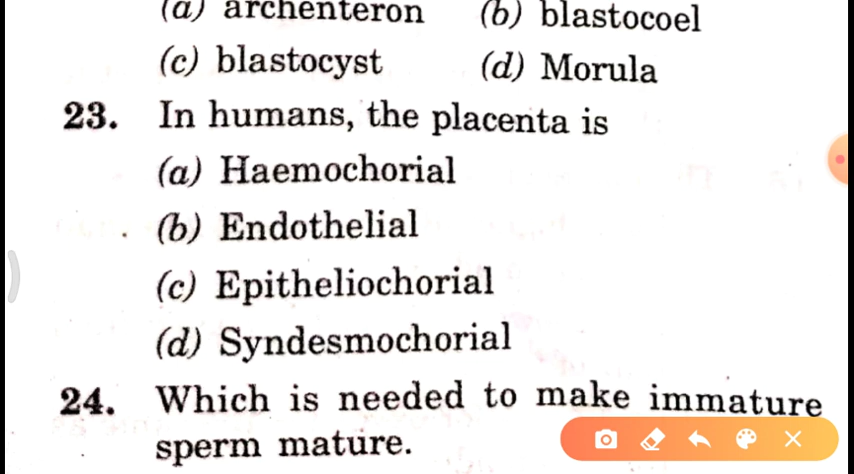 (a) archenteron (b) blastocoel
(c) blastocyst (d) Morula
23. In humans, the placenta is
(a) Haemochorial
(b) Endothelial
(c) Epitheliochorial
(d) Syndesmochorial
24. Which is needed to make immature
sperm mature.